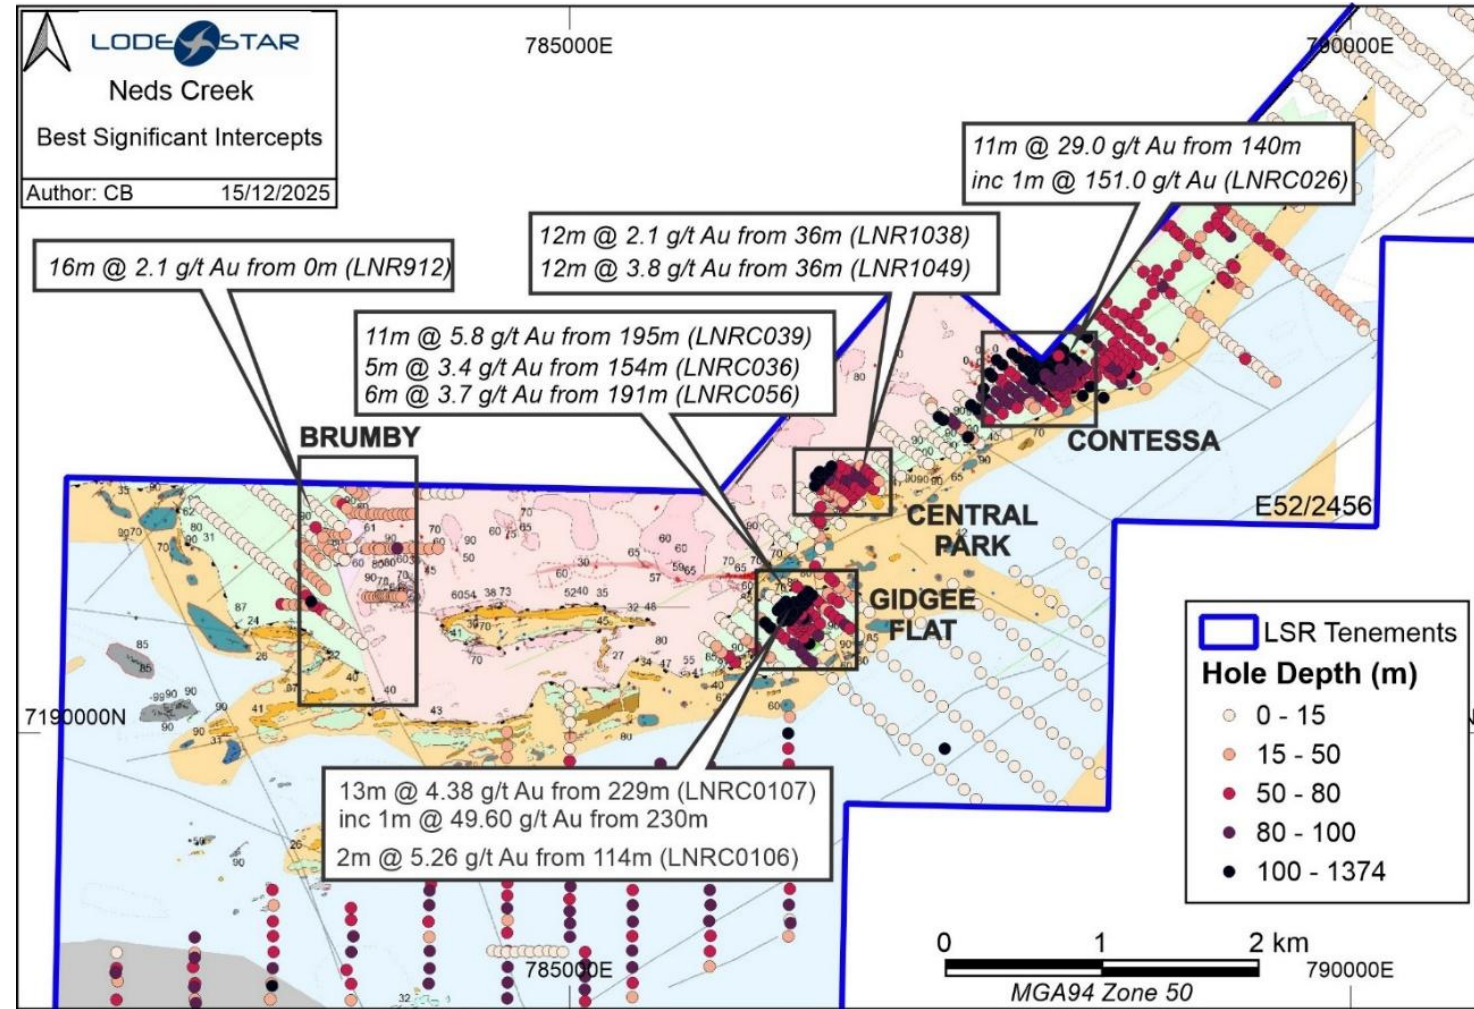 LODESTAR
Neds Creek
Best Significant Intercepts
Author: CB 15/12/2025
785000E
790000E
11m @ 29.0 g/t Au from 140m
inc 1m @ 151.0 g/t Au (LNRC026)
12m @ 2.1 g/t Au from 36m (LNR1038)
12m @ 3.8 g/t Au from 36m (LNR1049)
16m @ 2.1 g/t Au from 0m (LNR912)
11m @ 5.8 g/t Au from 195m (LNRC039)
5m @ 3.4 g/t Au from 154m (LNRC036)
6m @ 3.7 g/t Au from 191m (LNRC056)
BRUMBY
CONTESSA
CENTRAL
PARK
E52/2456
GIDGEE
FLAT
7190000N
13m @ 4.38 g/t Au from 229m (LNRC0107)
inc 1m @ 49.60 g/t Au from 230m
2m @ 5.26 g/t Au from 114m (LNRC0106)
LSR Tenements
Hole Depth (m)
0 - 15
15 - 50
50 - 80
80 - 100
100 - 1374
0 1 2 km
MGA94 Zone 50
785000E
790000E